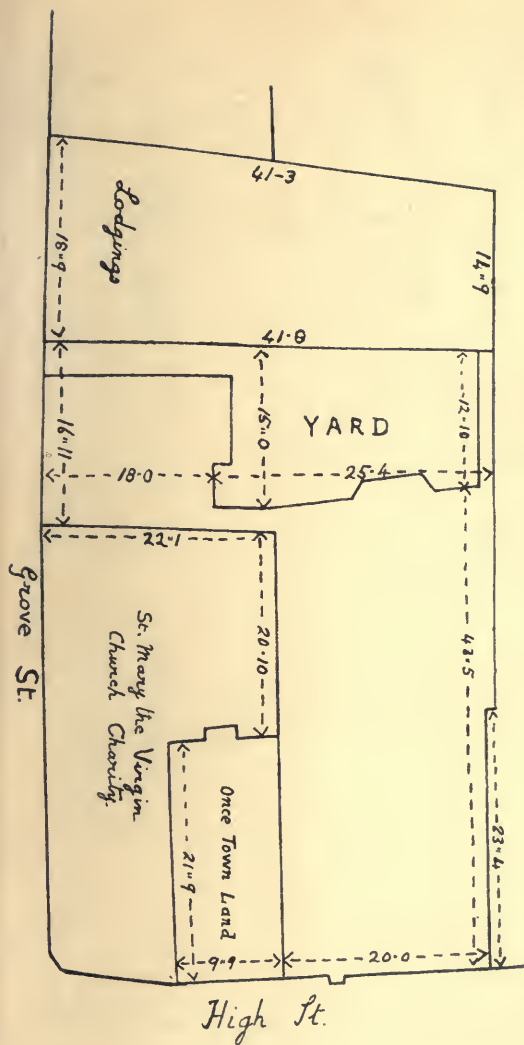 41-3
Lodgings
18"9
14"9
41·8
16"11
15"0
YARD
12·10
18·0
25·4
22·1
20·10
48·5
Grove St.
St. Mary the Virgin
Church Charity.
Once Town Land
21"9
23"4
9"9
20·0
High St.